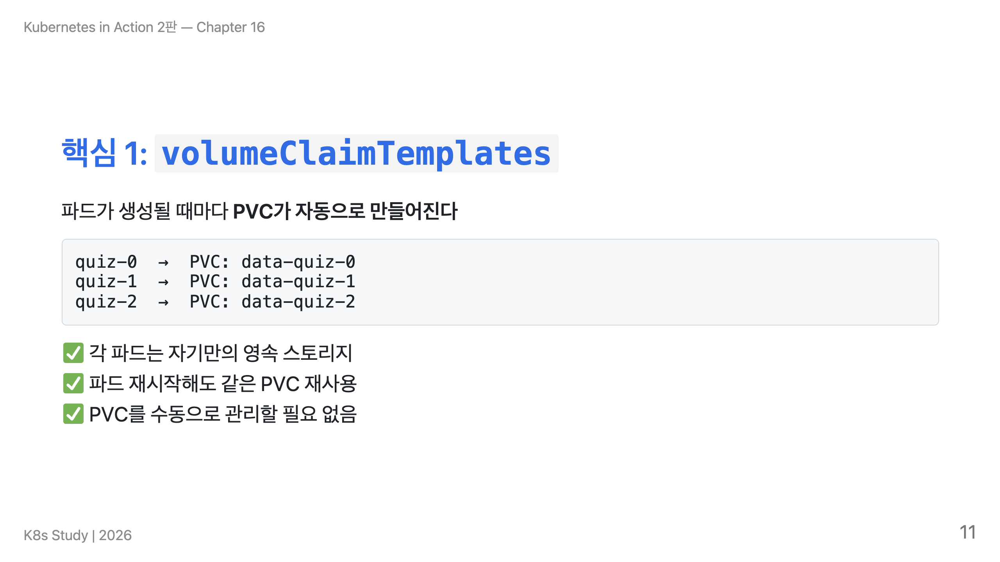 Kubernetes in Action 2판 — Chapter 16
핵심 1: volumeClaimTemplates
파드가 생성될 때마다 PVC가 자동으로 만들어진다
quiz-0  →  PVC: data-quiz-0
quiz-1  →  PVC: data-quiz-1
quiz-2  →  PVC: data-quiz-2
✅ 각 파드는 자기만의 영속 스토리지
✅ 파드 재시작해도 같은 PVC 재사용
✅ PVC를 수동으로 관리할 필요 없음
K8s Study | 2026
11